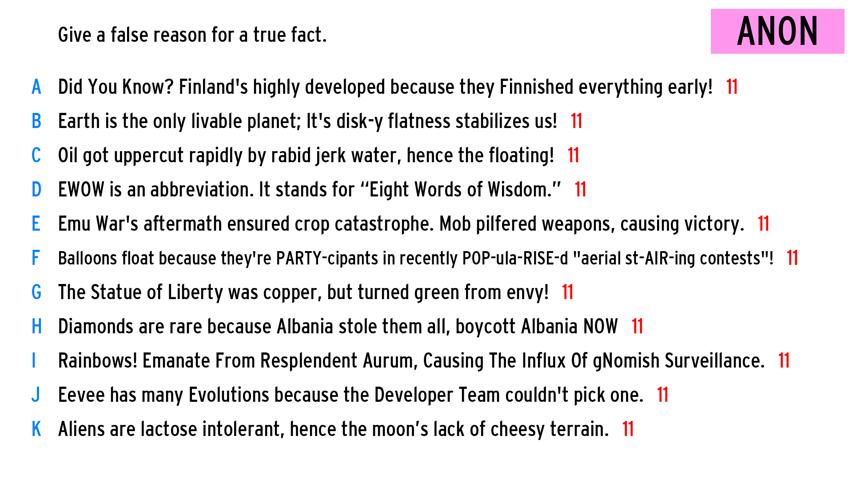 Give a false reason for a true fact.
ANON
A Did You Know? Finland's highly developed because they Finnished everything early! 11
B Earth is the only livable planet; It's disk-y flatness stabilizes us! 11
C Oil got uppercut rapidly by rabid jerk water, hence the floating! 11
D EWOW is an abbreviation. It stands for “Eight Words of Wisdom.” 11
E Emu War's aftermath ensured crop catastrophe. Mob pilfered weapons, causing victory. 11
F Balloons float because they're PARTY-cipants in recently POP-ula-RISE-d "aerial st-AIR-ing contests"! 11
G The Statue of Liberty was copper, but turned green from envy! 11
H Diamonds are rare because Albania stole them all, boycott Albania NOW 11
I Rainbows! Emanate From Resplendent Aurum, Causing The Influx Of gNomish Surveillance. 11
J Eevee has many Evolutions because the Developer Team couldn't pick one. 11
K Aliens are lactose intolerant, hence the moon’s lack of cheesy terrain. 11